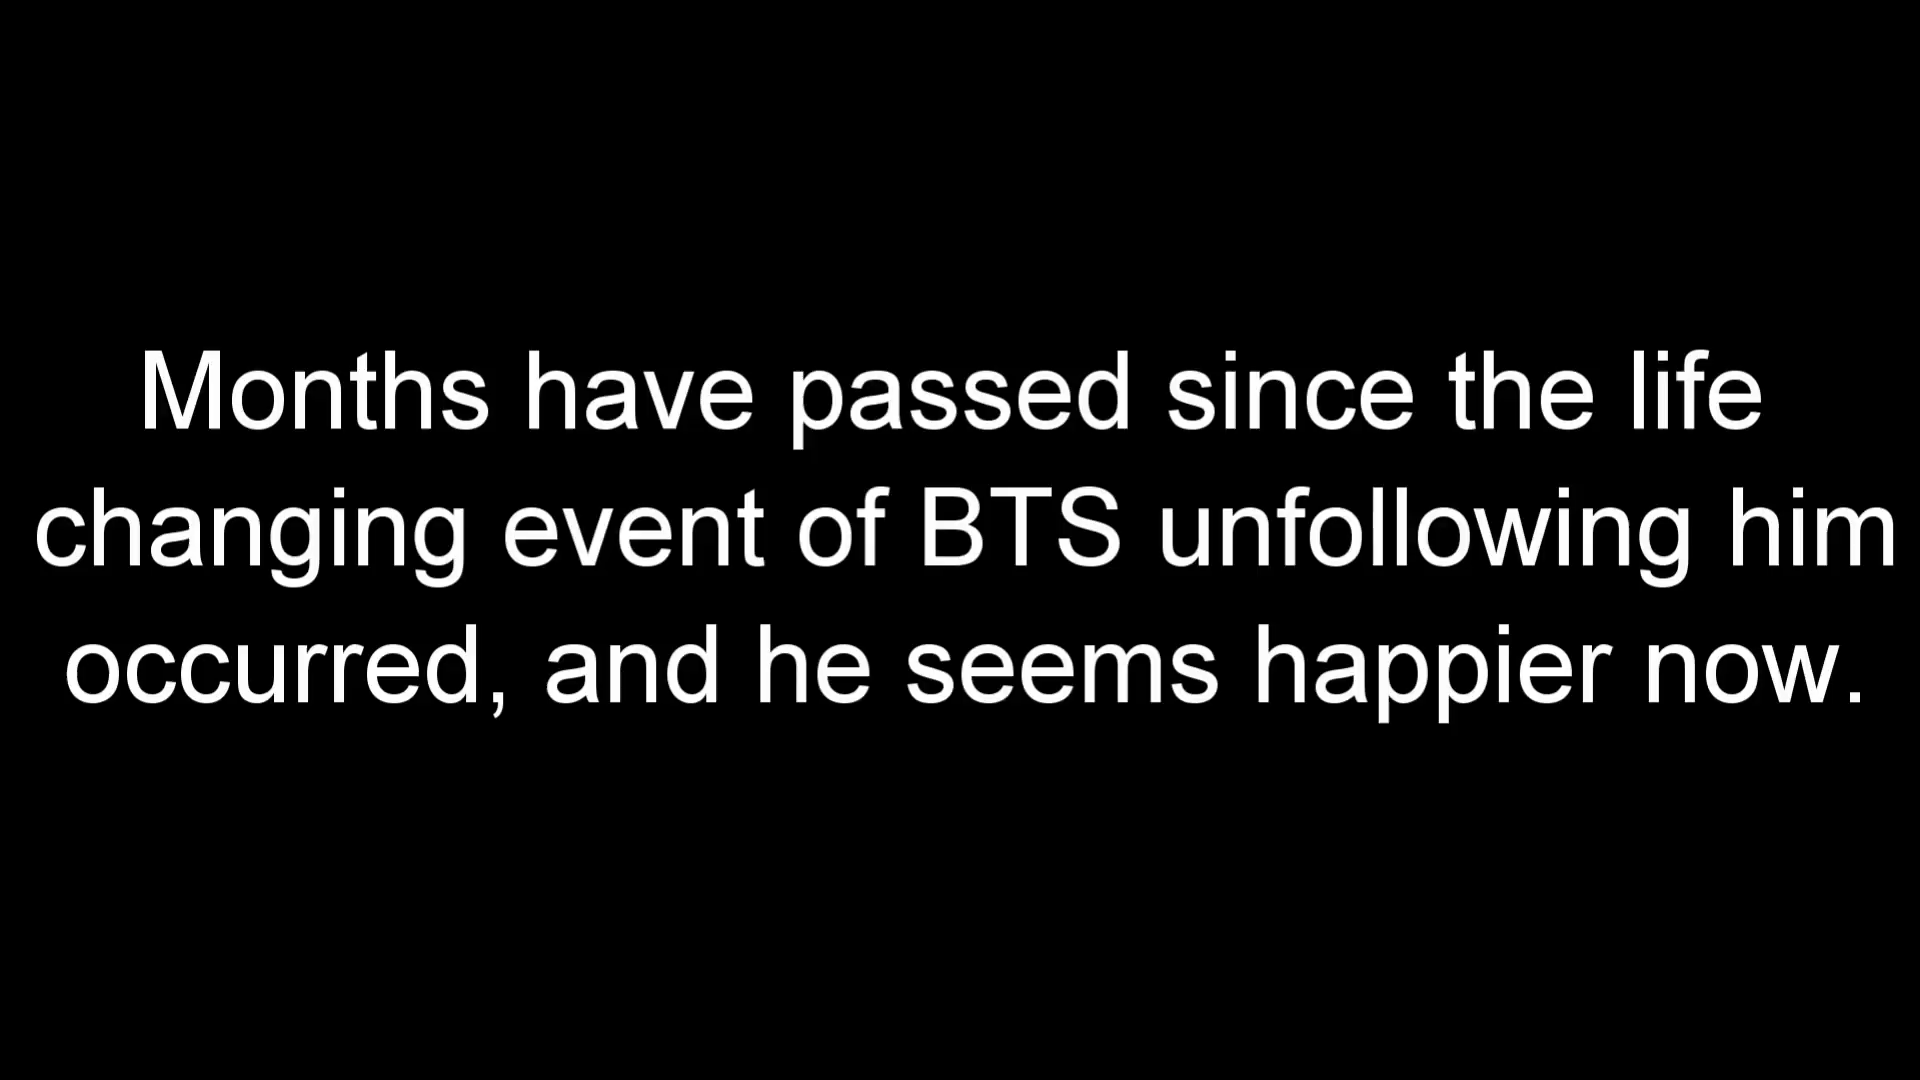 Months have passed since the life
changing event of BTS unfollowing him
occurred, and he seems happier now.